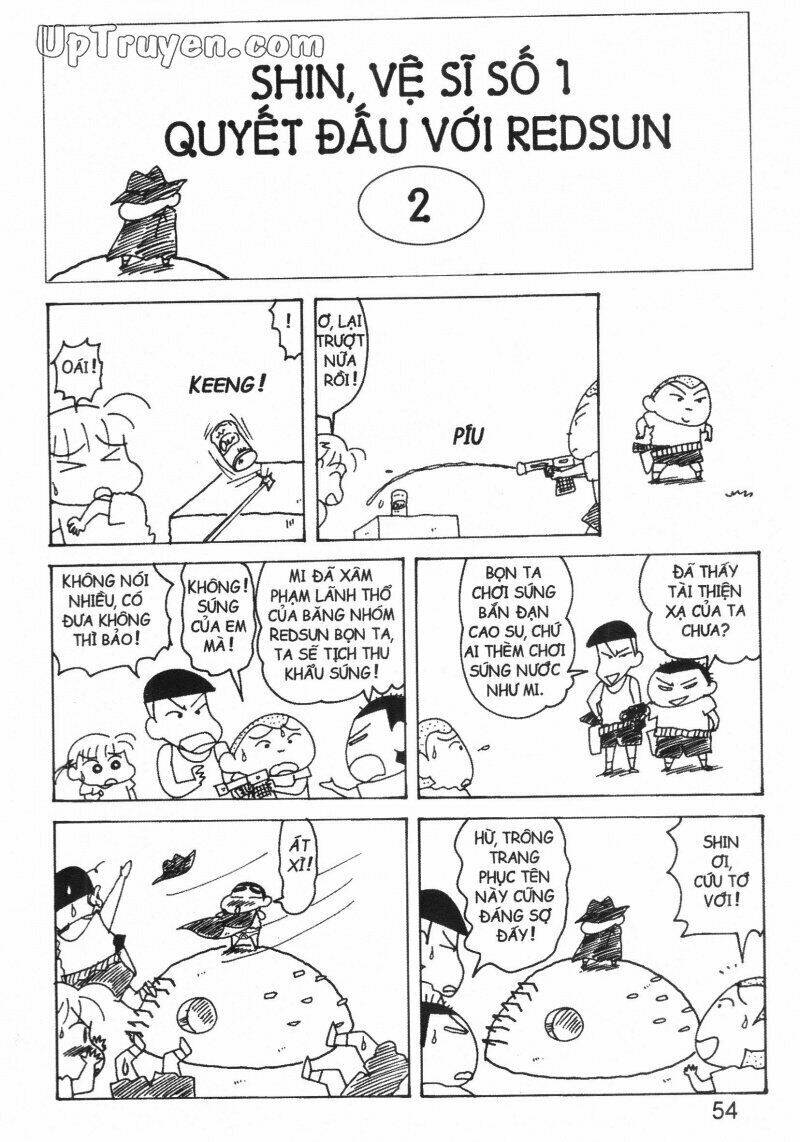 UpTruyen.com
SHIN, VỆ SĨ SỐ 1
QUYẾT ĐẤU VỚI REDSUN
2
PÍU
Ơ, LẠI
TRƯỢT
NỮA
RỒI!
!
KEENG!
OÁI!
ĐÃ THẤY
TÀI THIỆN
XẠ CỦA TA
CHƯA?
BỌN TA
CHƠI SÚNG
BẮN ĐẠN
CAO SU, CHỨ
AI THÈM CHƠI
SÚNG NƯỚC
NHƯ MI.
MI ĐÃ XÂM
PHẠM LÃNH THỔ
CỦA BĂNG NHÓM
REDSUN BỌN TA,
TA SẼ TỊCH THU
KHẨU SÚNG!
KHÔNG!
SÚNG
CỦA EM
MÀ!
KHÔNG NÓI
NHIỀU, CÓ
ĐƯA KHÔNG
THÌ BẢO!
SHIN
ƠI,
CỨU TỚ
VỚI!
HỪ, TRÔNG
TRANG
PHỤC TÊN
NÀY CŨNG
ĐÁNG SỢ
ĐẤY!
ÁT
XÌ!
54